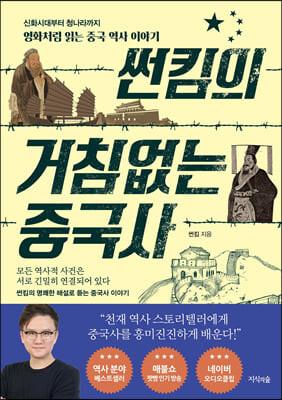 신화시대부터 청나라까지
영화처럼 읽는 중국 역사 이야기
썬킴의
거침없는
중국사
썬킴 지음
모든 역사적 사건은
서로 긴밀히 연결되어 있다
썬킴의 명쾌한 해설로 듣는 중국사 이야기
“천재 역사 스토리텔러에게
중국사를 흥미진진하게 배운다!”
역사 분야
베스트셀러
매불쇼
팟빵 인기 방송
네이버
오디오클립
지식의숲